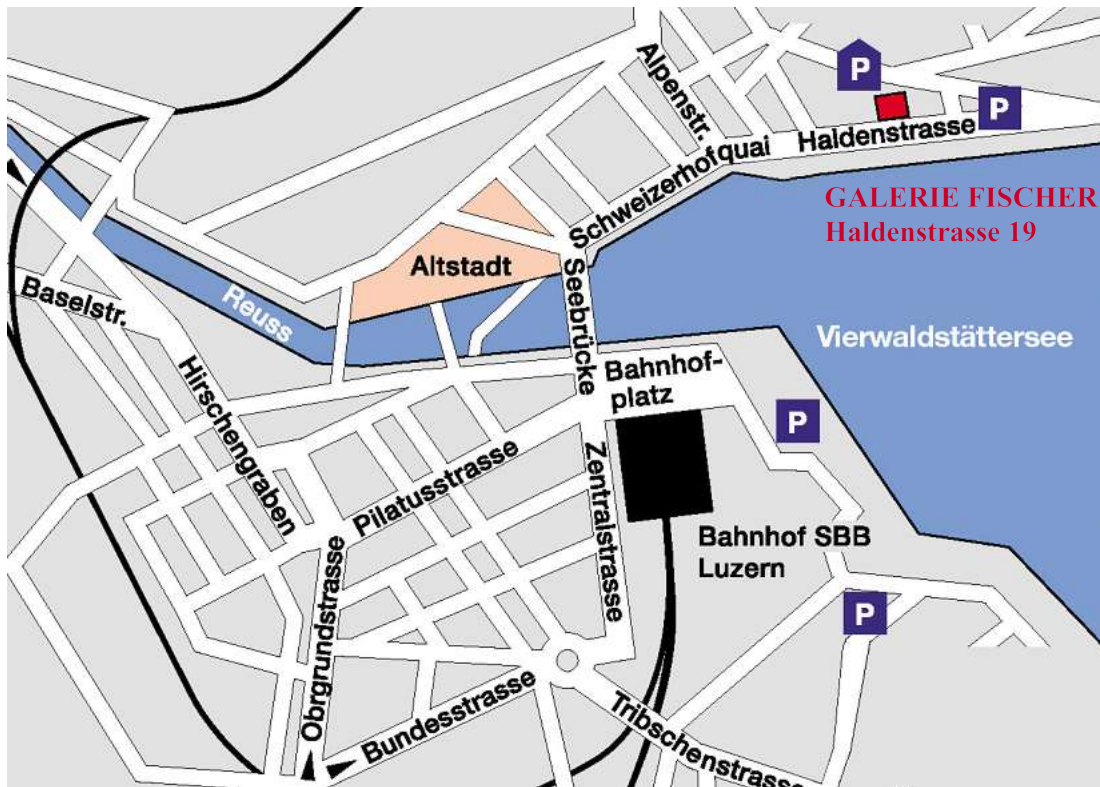 P
Alpenstr.
P
Haldenstrasse
Schweizerhofquai
GALERIE FISCHER
Haldenstrasse 19
Altstadt
Seebrücke
Baselstr.
Reuss
Vierwaldstättersee
Bahnhof-
platz
Hirschengraben
P
Pilatusstrasse
Zentralstrasse
Bahnhof SBB
Luzern
Obrgrundstrasse
P
Bundesstrasse
Tribschenstrasse